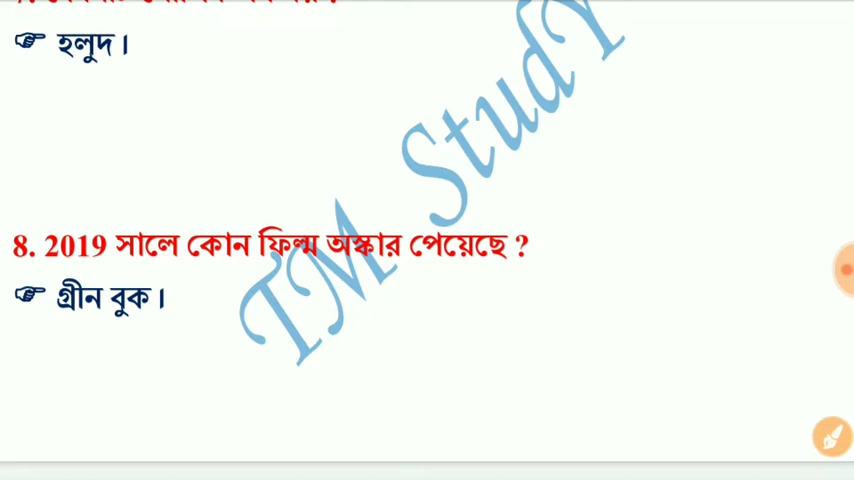 হলুদ।
8. 2019 সালে কোন ফিল্ম অস্কার পেয়েছে ?
গ্রীন বুক।
TM StudY